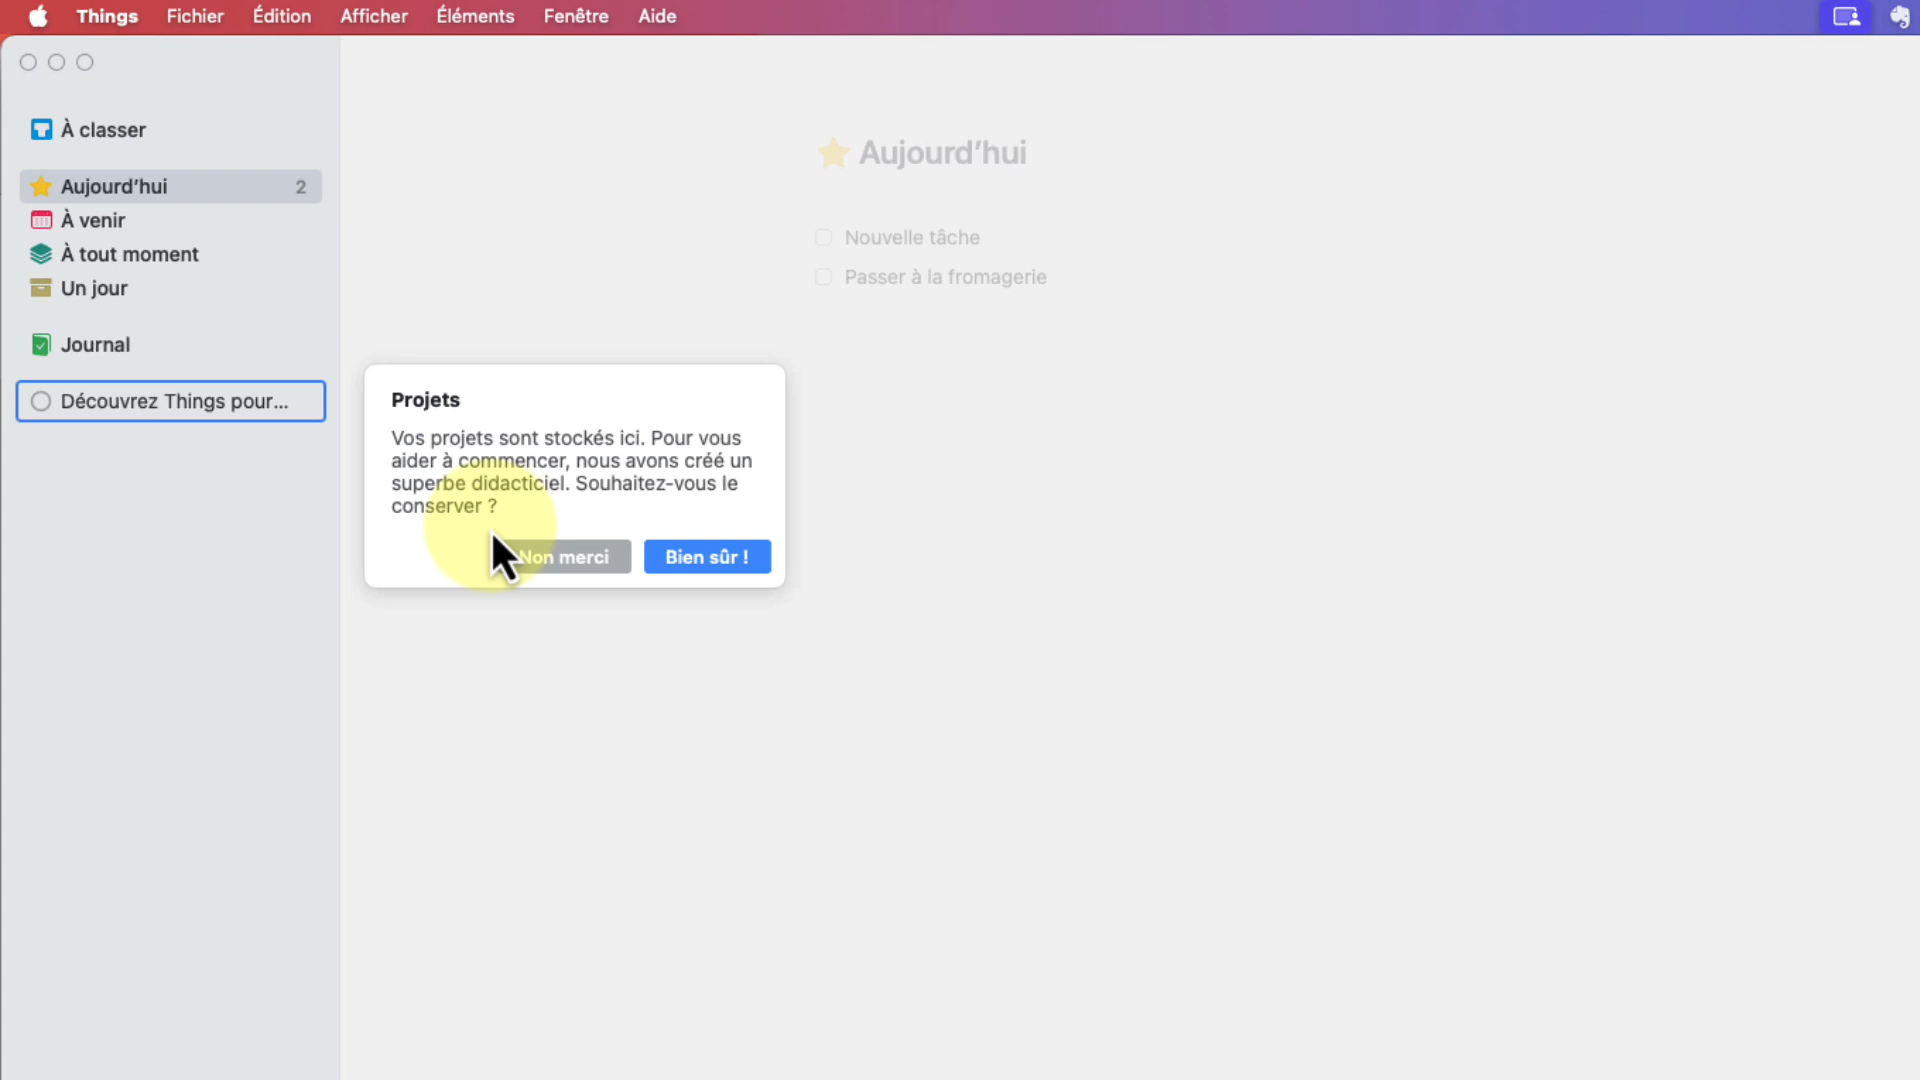 Things Fichier Édition Afficher Éléments Fenêtre Aide
À classer
Aujourd’hui 2
À venir
À tout moment
Un jour
Journal
Découvrez Things pour...
Aujourd’hui
Nouvelle tâche
Passer à la fromagerie
Projets
Vos projets sont stockés ici. Pour vous
aider à commencer, nous avons créé un
superbe didacticiel. Souhaitez-vous le
conserver ?
Non merci Bien sûr !